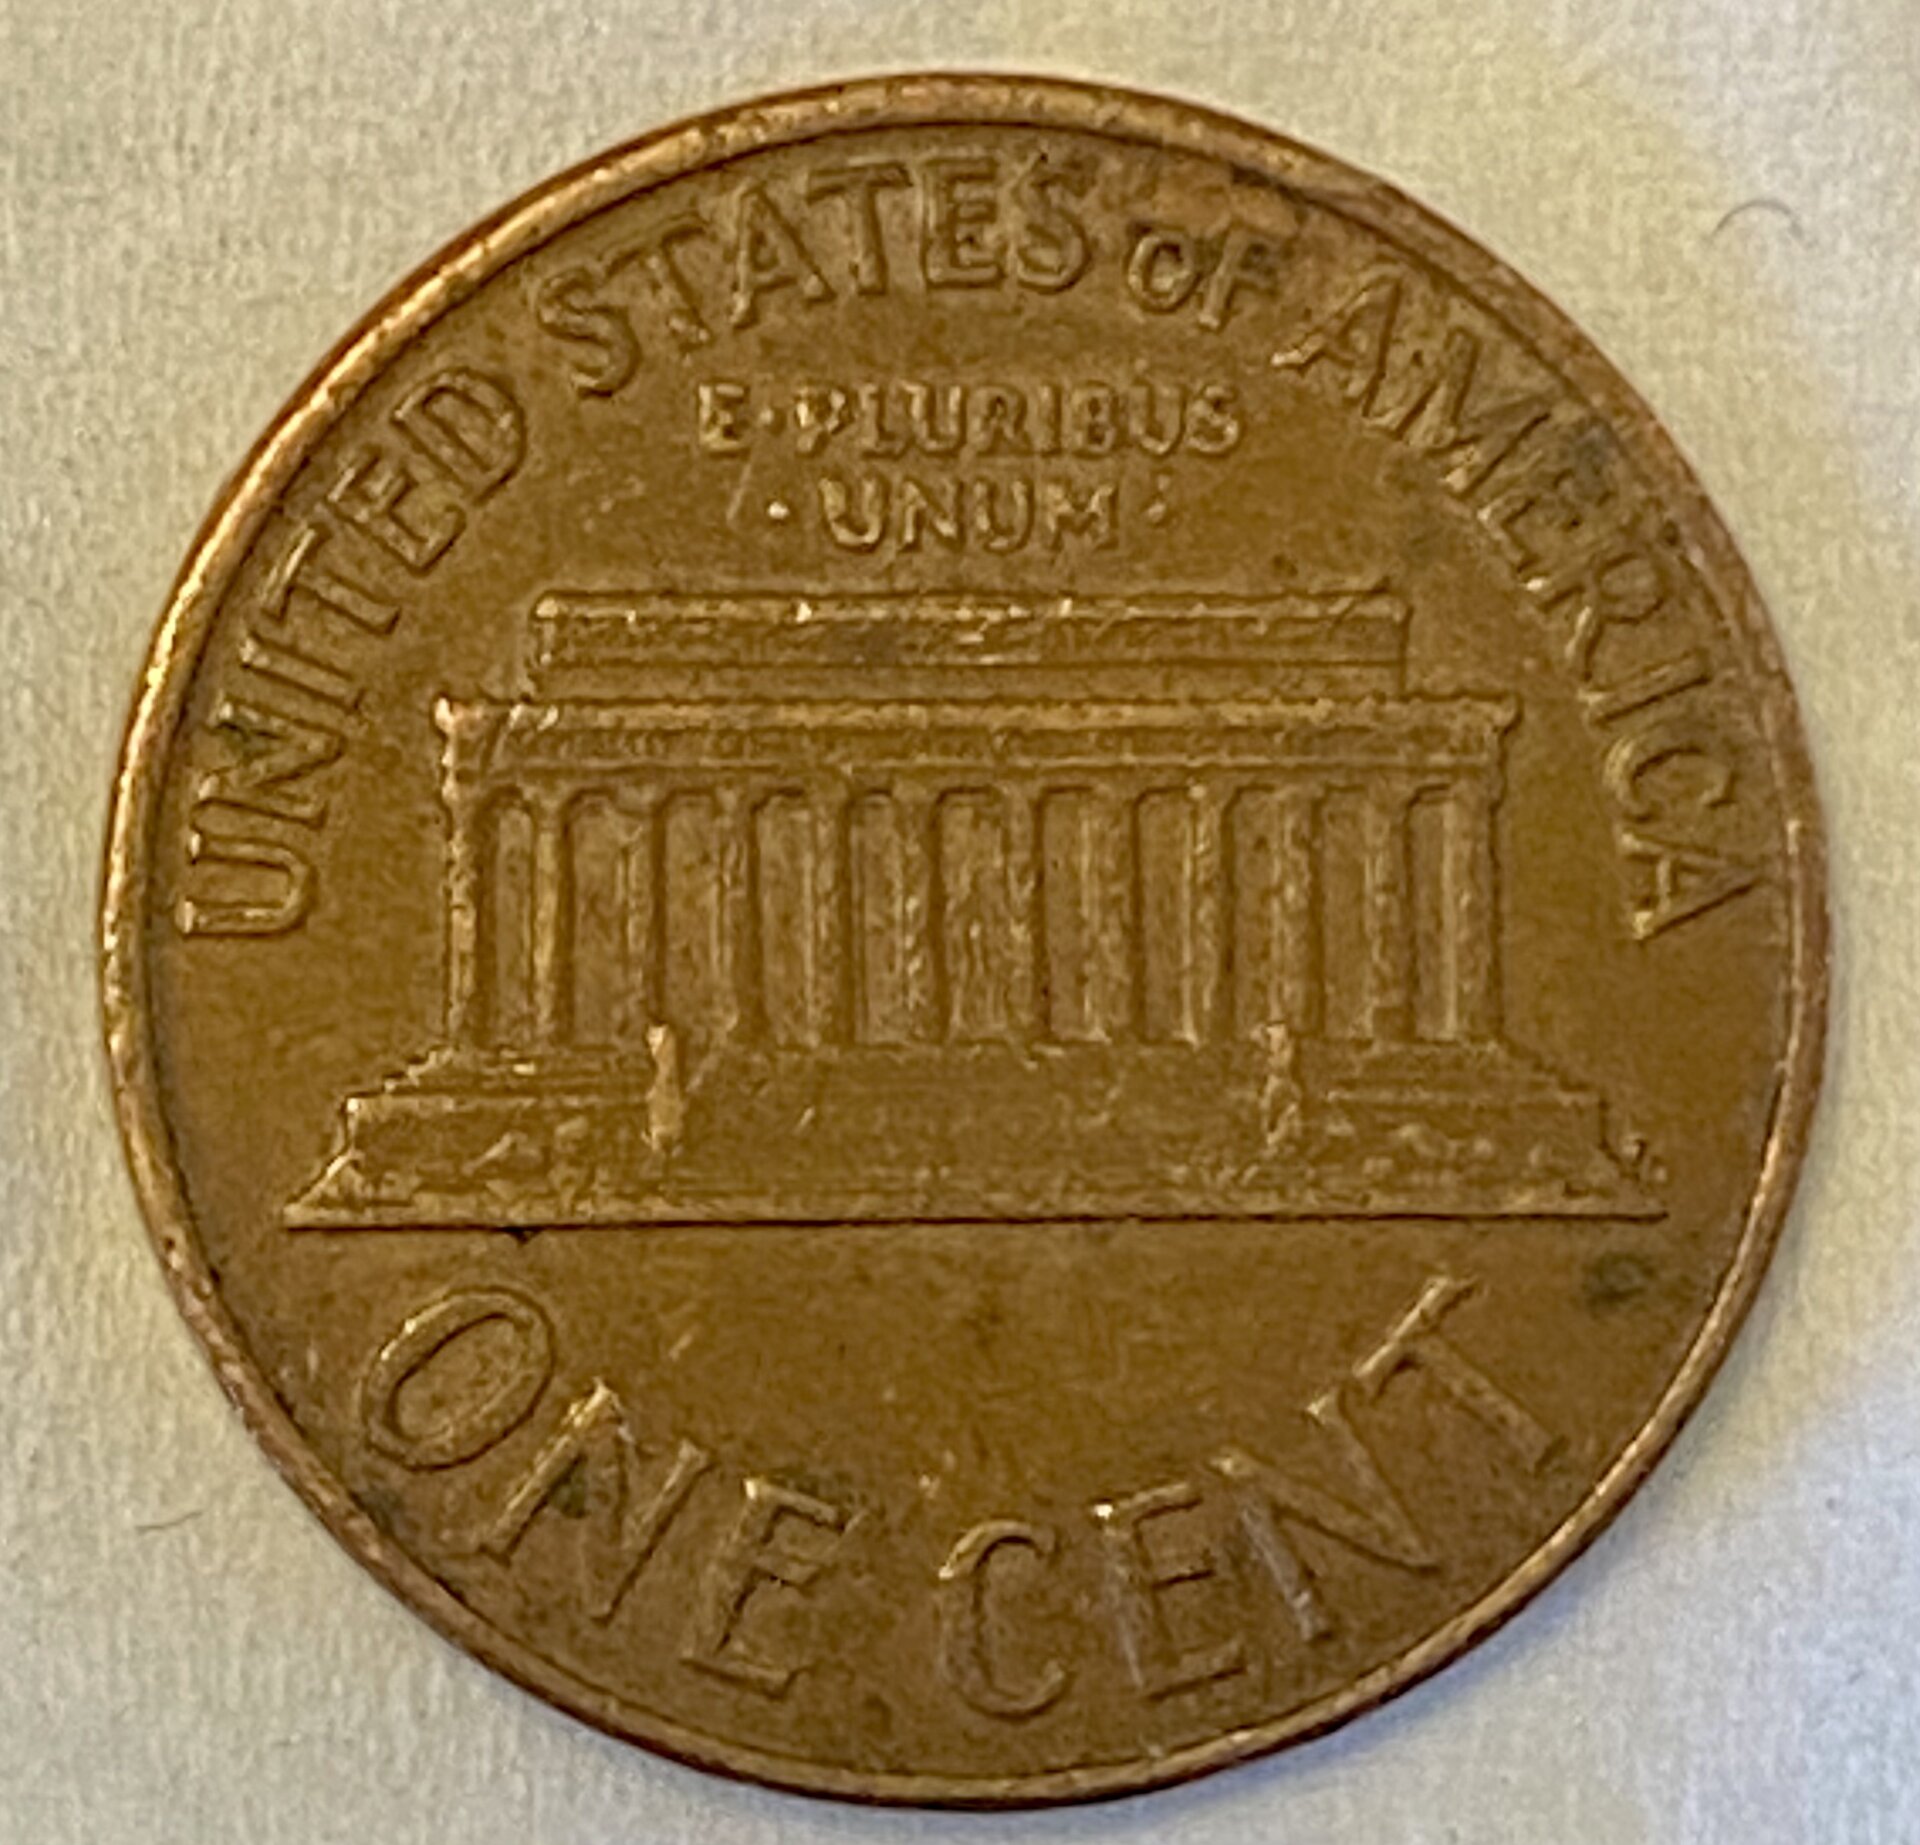 UNITED STATES OF AMERICA
E·PLURIBUS
·UNUM·
ONE CENT